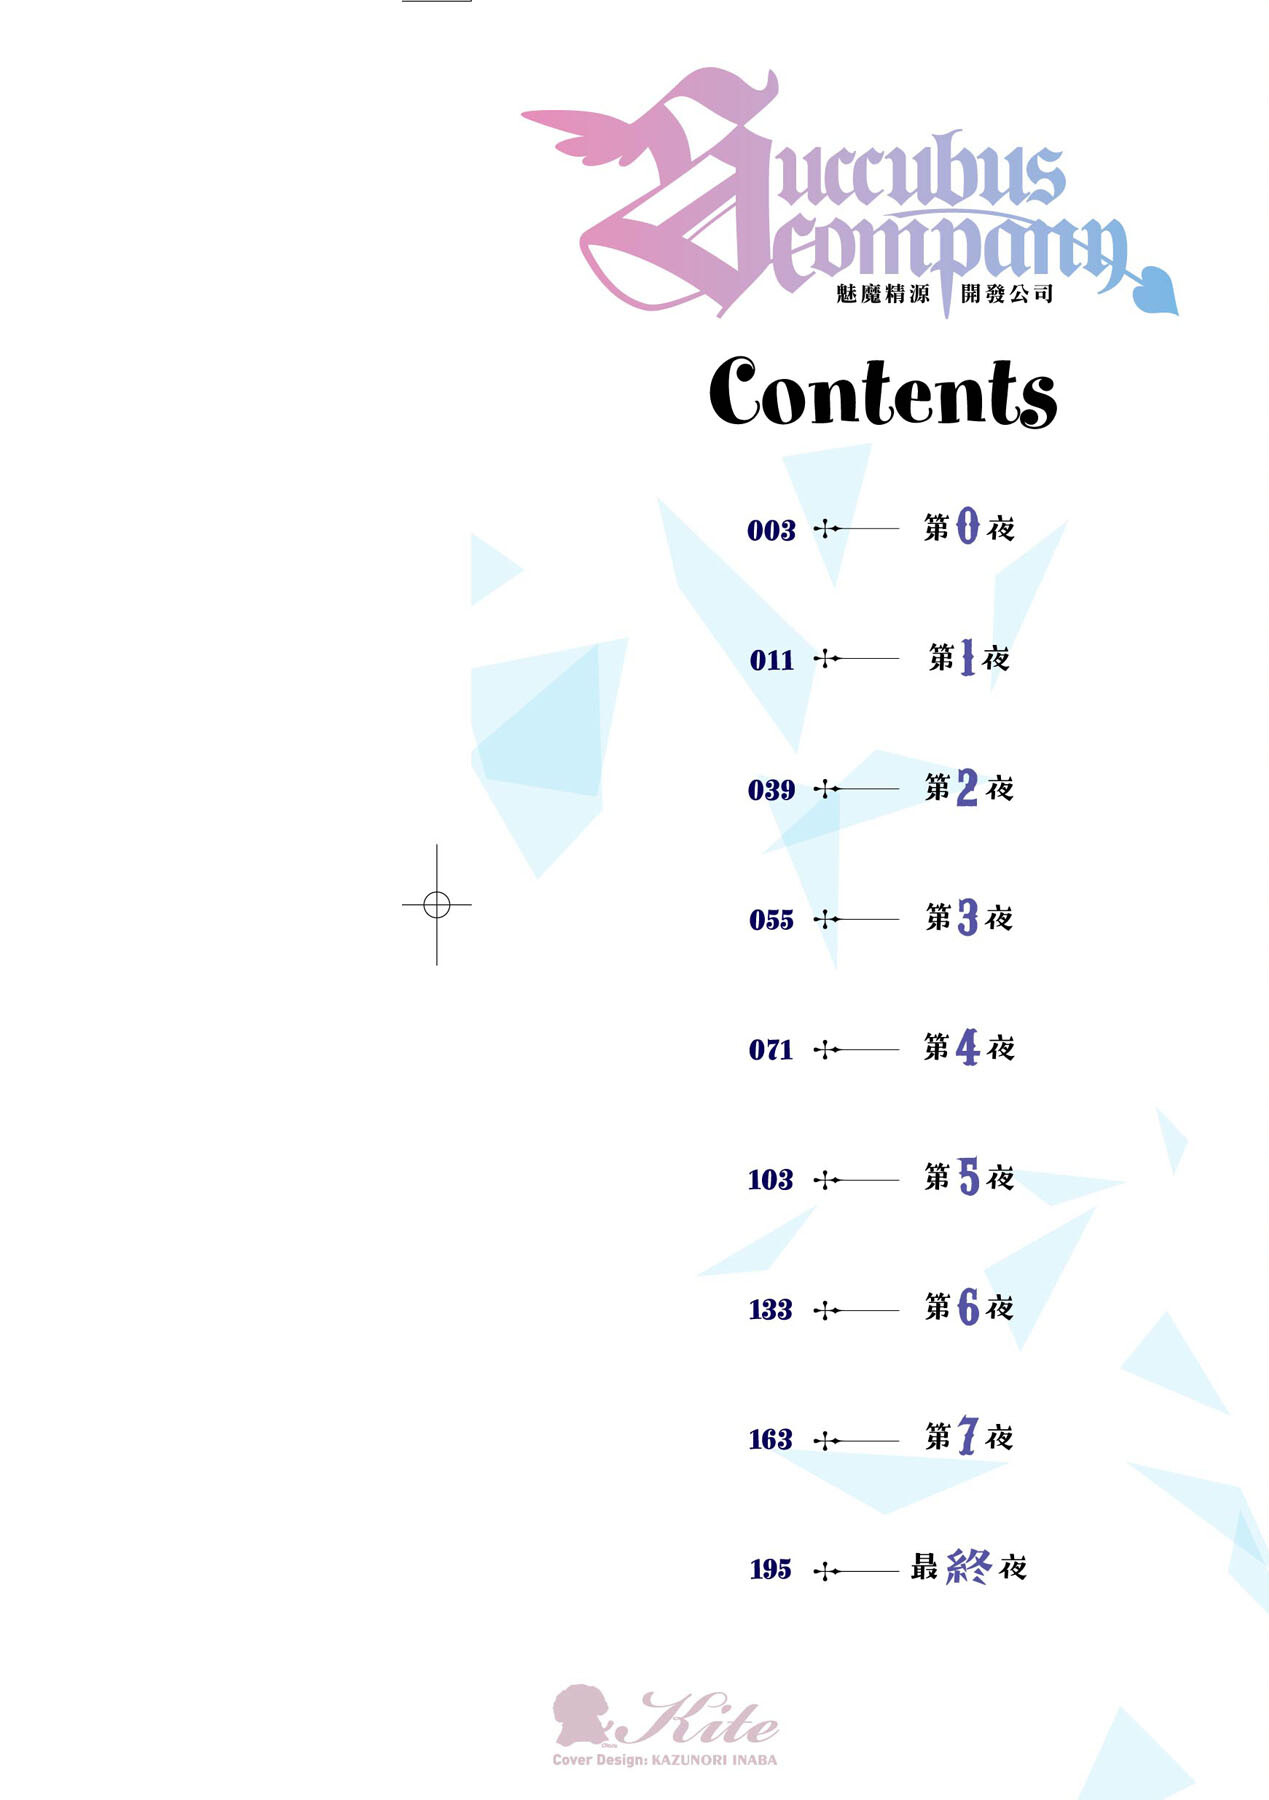 Succubus
company
魅魔精源 開發公司
Contents
003 第0夜
011 第1夜
039 第2夜
055 第3夜
071 第4夜
103 第5夜
133 第6夜
163 第7夜
195 最終夜
Kite
Cover Design: KAZUNORI INABA